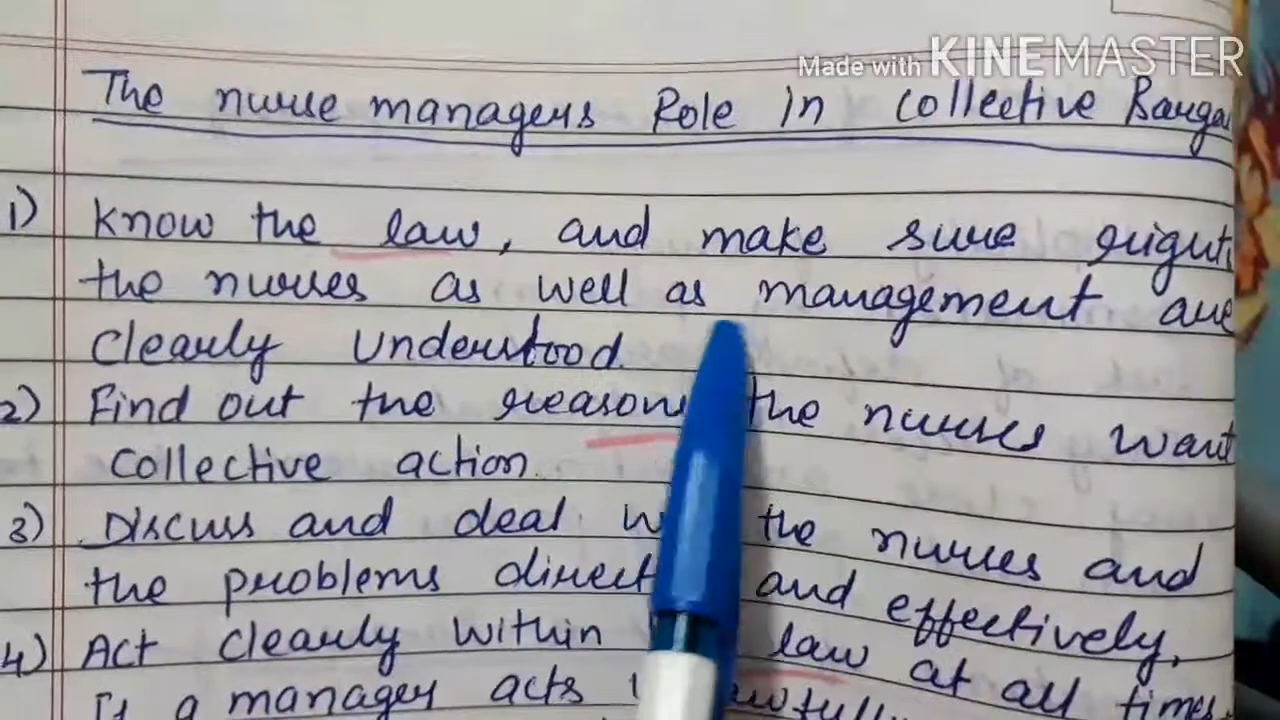 Made with KINEMASTER
The nurse managers Role in Collective Barga
1) Know the law, and make sure right
the nurses as well as management are
Clearly understood.
2) Find out the reason the nurses want
Collective action.
3) Discuss and deal the nurses and
the problems direct and effectively.
4) Act clearly within law at all times.
If a manager acts